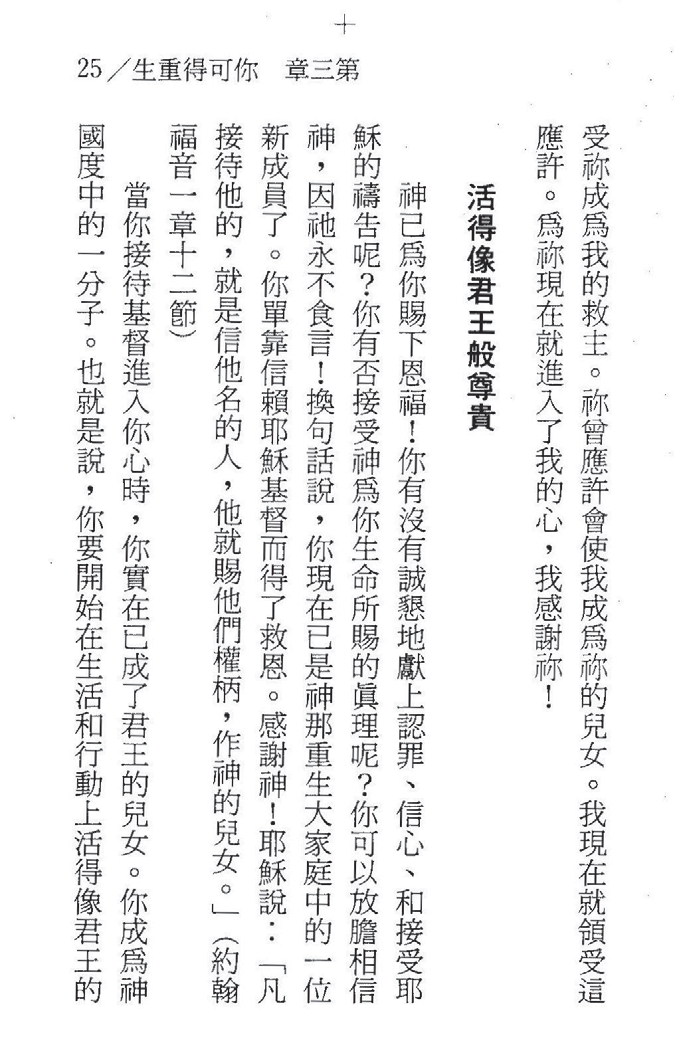 25／生重得可你　章三第
受祢成爲我的救主。祢曾應許會使我成爲祢的兒女。我現在就領受這
應許。爲祢現在就進入了我的心，我感謝祢！
活得像君王般尊貴
神已爲你賜下恩福！你有沒有誠懇地獻上認罪、信心、和接受耶
穌的禱告呢？你有否接受神爲你生命所賜的眞理呢？你可以放膽相信
神，因祂永不食言！換句話說，你現在已是神那重生大家庭中的一位
新成員了。你單靠信賴耶穌基督而得了救恩。感謝神！耶穌說：「凡
接待他的，就是信他名的人，他就賜他們權柄，作神的兒女。」（約翰
福音一章十二節）
當你接待基督進入你心時，你實在已成了君王的兒女。你成爲神
國度中的一分子。也就是說，你要開始在生活和行動上活得像君王的